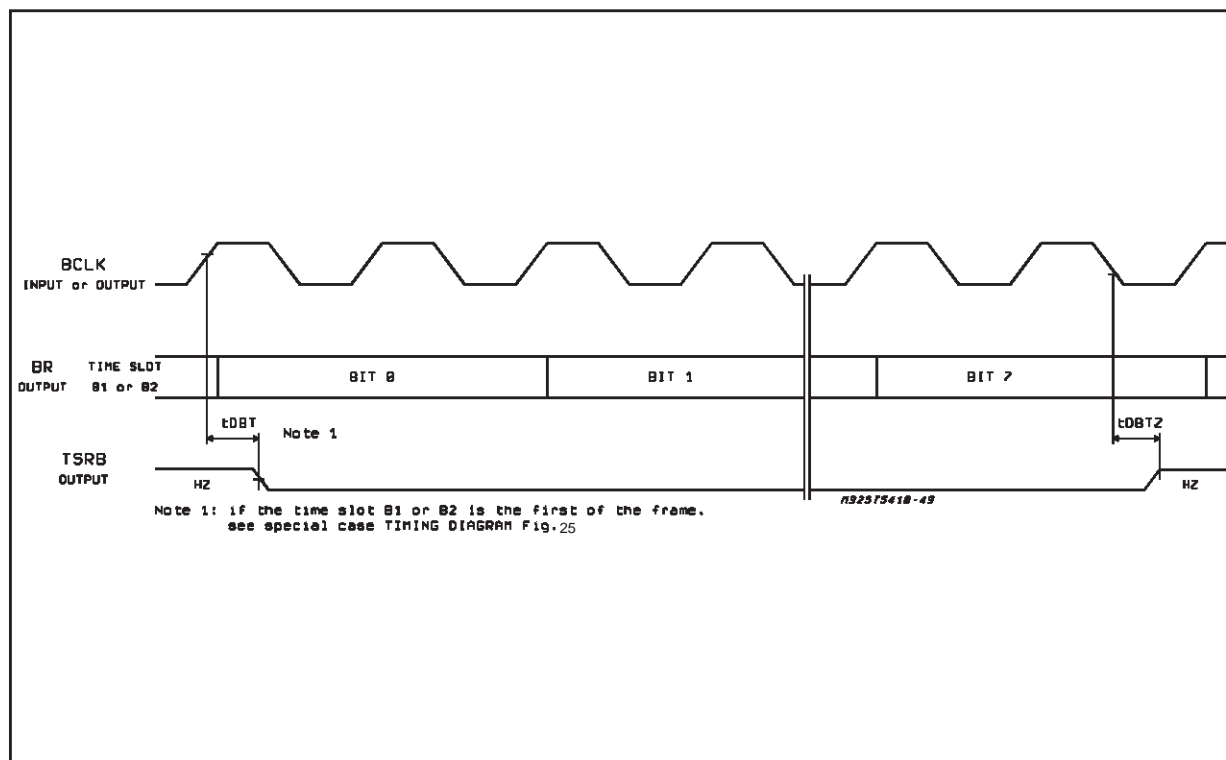 BCLK
INPUT or OUTPUT
BR TIME SLOT
OUTPUT B1 or B2
BIT 0 BIT 1 BIT 7
tDBT Note 1 tDBTZ
TSRB
OUTPUT
HZ HZ
M92ST5410-49
Note 1: if the time slot B1 or B2 is the first of the frame.
see special case TIMING DIAGRAM Fig.25